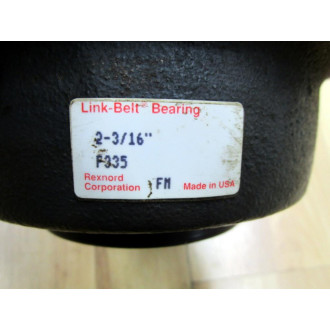 Link-Belt Bearing
2-3/16"
F335
Rexnord
Corporation FM Made in USA